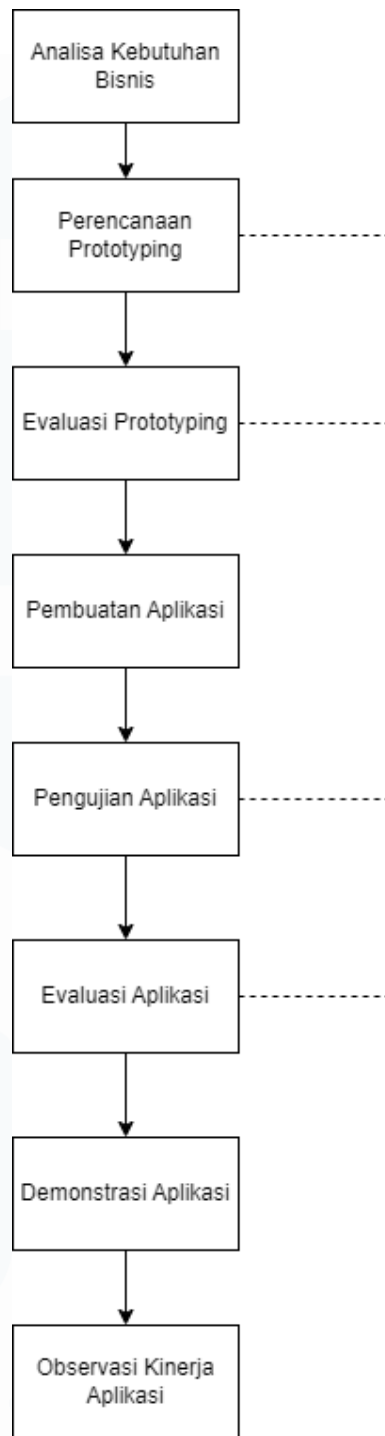 Analisa Kebutuhan
Bisnis
Perencanaan
Prototyping
Evaluasi Prototyping
Pembuatan Aplikasi
Pengujian Aplikasi
Evaluasi Aplikasi
Demonstrasi Aplikasi
Observasi Kinerja
Aplikasi